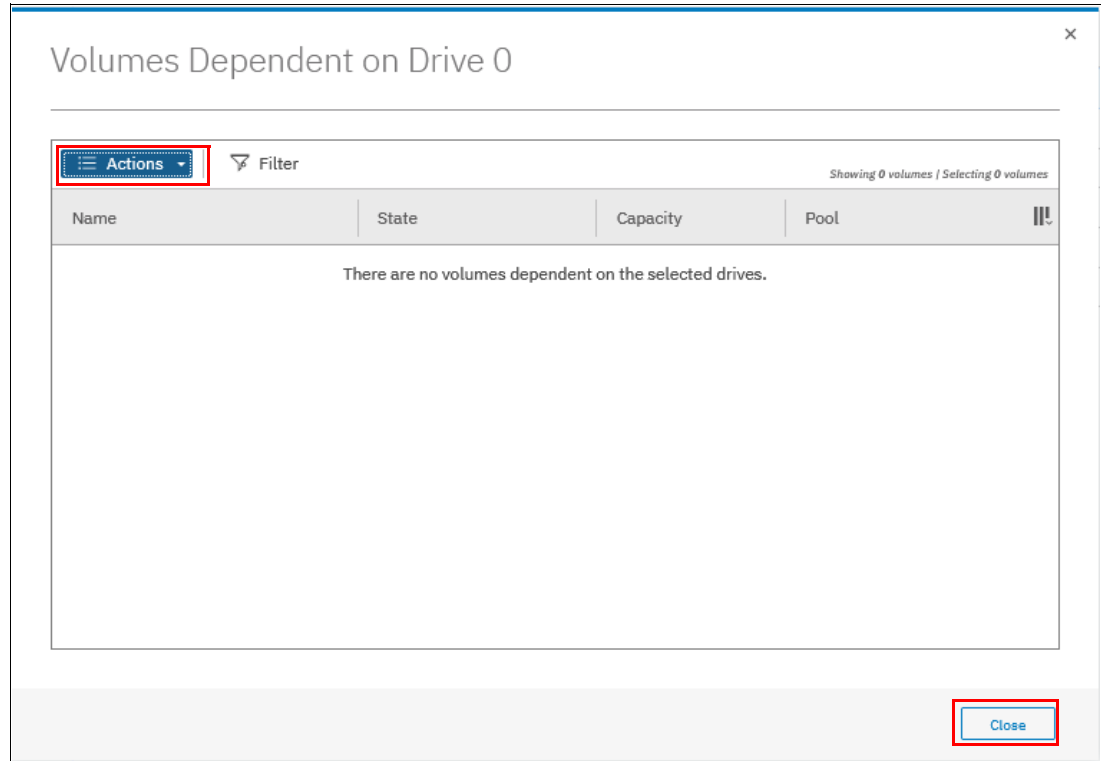 Volumes Dependent on Drive 0
Actions
Filter
Showing 0 volumes | Selecting 0 volumes
Name State Capacity Pool
There are no volumes dependent on the selected drives.
Close